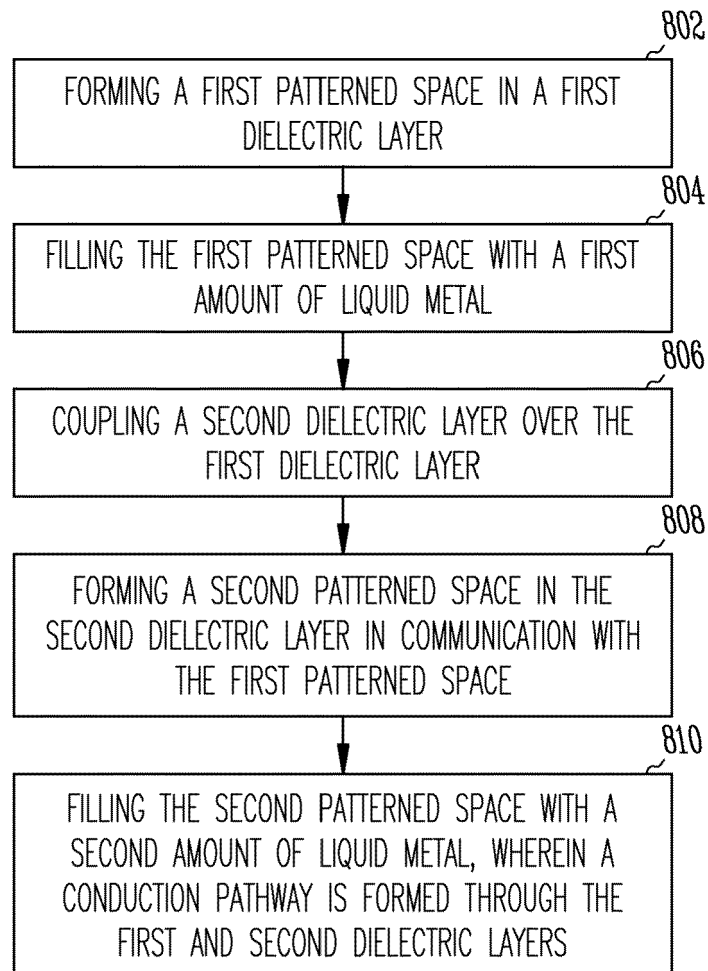 802
FORMING A FIRST PATTERNED SPACE IN A FIRST
DIELECTRIC LAYER
804
FILLING THE FIRST PATTERNED SPACE WITH A FIRST
AMOUNT OF LIQUID METAL
806
COUPLING A SECOND DIELECTRIC LAYER OVER THE
FIRST DIELECTRIC LAYER
808
FORMING A SECOND PATTERNED SPACE IN THE
SECOND DIELECTRIC LAYER IN COMMUNICATION WITH
THE FIRST PATTERNED SPACE
810
FILLING THE SECOND PATTERNED SPACE WITH A
SECOND AMOUNT OF LIQUID METAL, WHEREIN A
CONDUCTION PATHWAY IS FORMED THROUGH THE
FIRST AND SECOND DIELECTRIC LAYERS